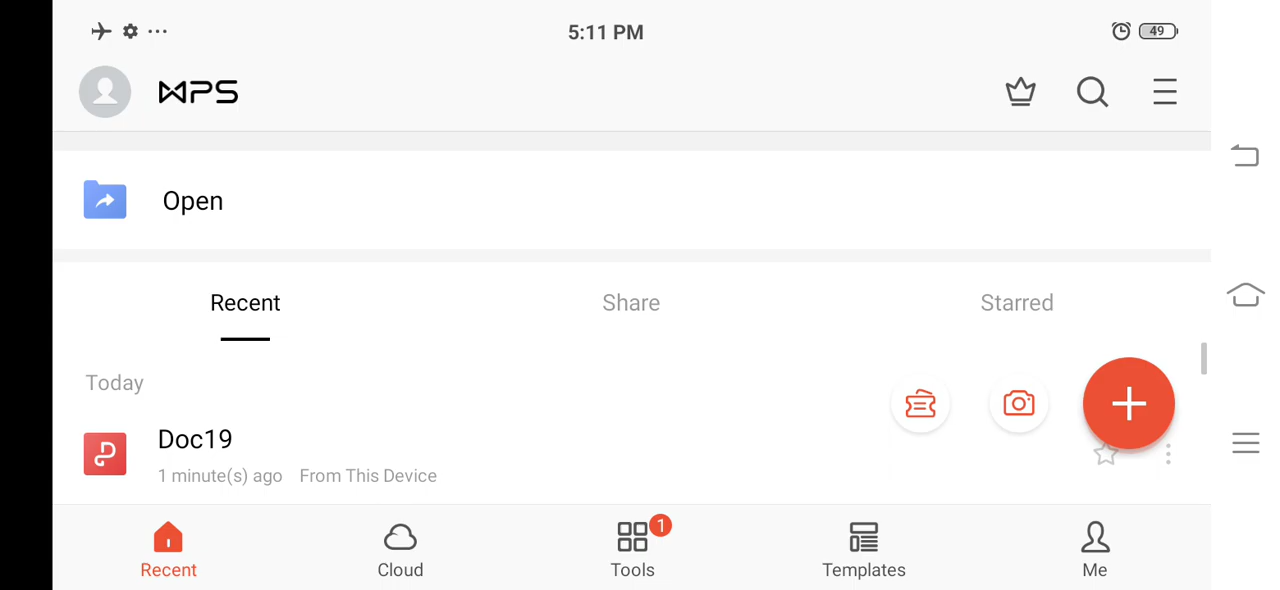 5:11 PM
49
WPS
Open
Recent
Share
Starred
Today
Doc19
1 minute(s) ago From This Device
1
Recent
Cloud
Tools
Templates
Me